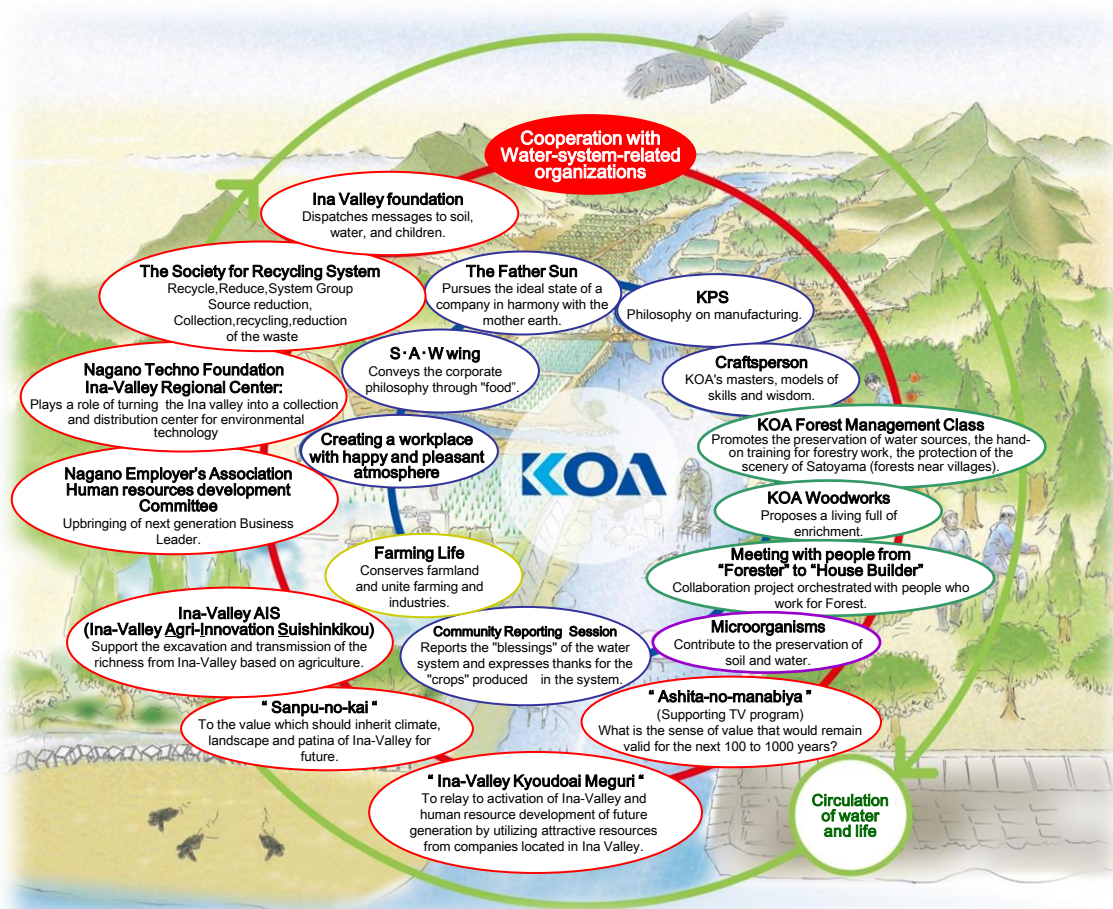 Cooperation with
Water-system-related
organizations
Ina Valley foundation
Dispatches messages to soil,
water, and children.
The Society for Recycling System
Recycle,Reduce,System Group
Source reduction,
Collection,recycling,reduction
of the waste
The Father Sun
Pursues the ideal state of a
company in harmony with the
mother earth.
KPS
Philosophy on manufacturing.
S・A・W wing
Conveys the corporate
philosophy through "food".
Craftsperson
KOA's masters, models of
skills and wisdom.
Nagano Techno Foundation
Ina-Valley Regional Center:
Plays a role of turning the Ina valley into a collection
and distribution center for environmental
technology
KOA Forest Management Class
Promotes the preservation of water sources, the hand-
on training for forestry work, the protection of the
scenery of Satoyama (forests near villages).
Creating a workplace
with happy and pleasant
atmosphere
KOA
Nagano Employer's Association
Human resources development
Committee
Upbringing of next generation Business
Leader.
KOA Woodworks
Proposes a living full of
enrichment.
Farming Life
Conserves farmland
and unite farming and
industries.
Meeting with people from
"Forester" to "House Builder"
Collaboration project orchestrated with people who
work for Forest.
Ina-Valley AIS
(Ina-Valley Agri-Innovation Suishinkikou)
Support the excavation and transmission of the
richness from Ina-Valley based on agriculture.
Community Reporting Session
Reports the "blessings" of the water
system and expresses thanks for the
"crops" produced in the system.
Microorganisms
Contribute to the preservation of
soil and water.
" Sanpu-no-kai "
To the value which should inherit climate,
landscape and patina of Ina-Valley for
future.
" Ashita-no-manabiya "
(Supporting TV program)
What is the sense of value that would remain
valid for the next 100 to 1000 years?
" Ina-Valley Kyoudoai Meguri "
To relay to activation of Ina-Valley and
human resource development of future
generation by utilizing attractive resources
from companies located in Ina Valley.
Circulation
of water
and life